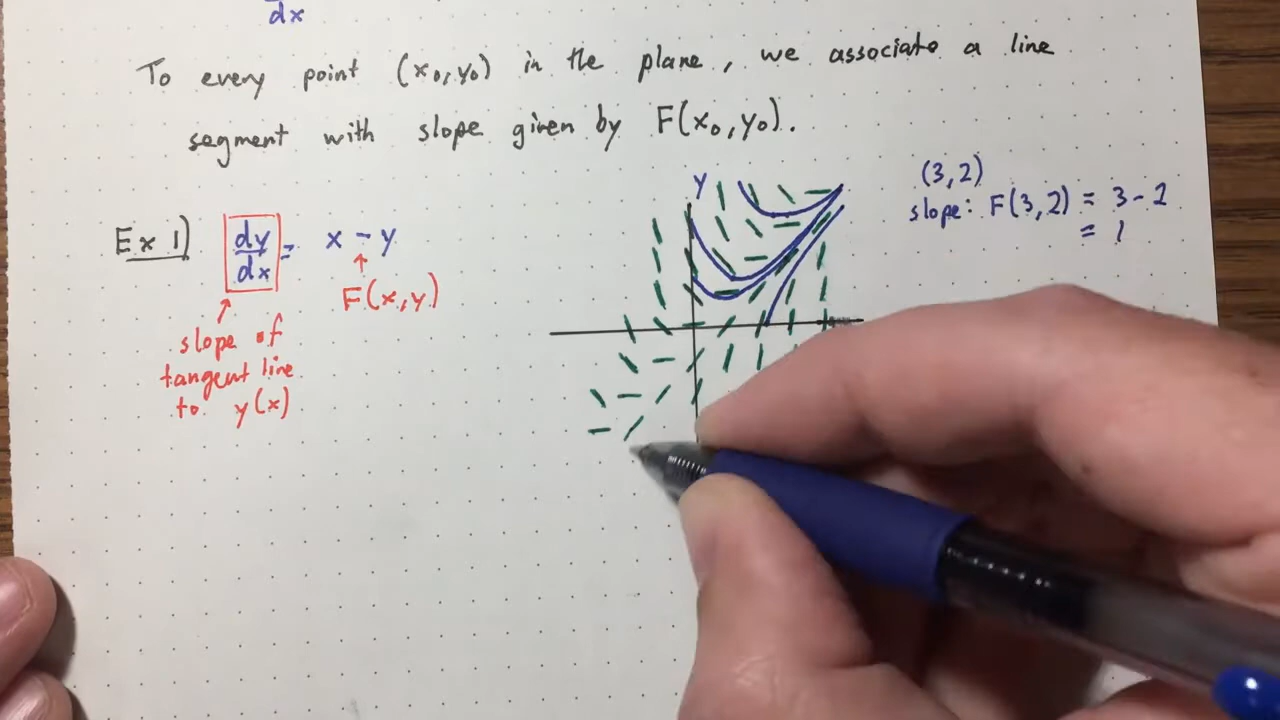 dx
To every point (x₀,y₀) in the plane, we associate a line
segment with slope given by F(x₀,y₀).
Ex 1) dy/dx = x - y
F(x,y)
slope of
tangent line
to y(x)
y
(3,2)
slope: F(3,2) = 3-2
= 1